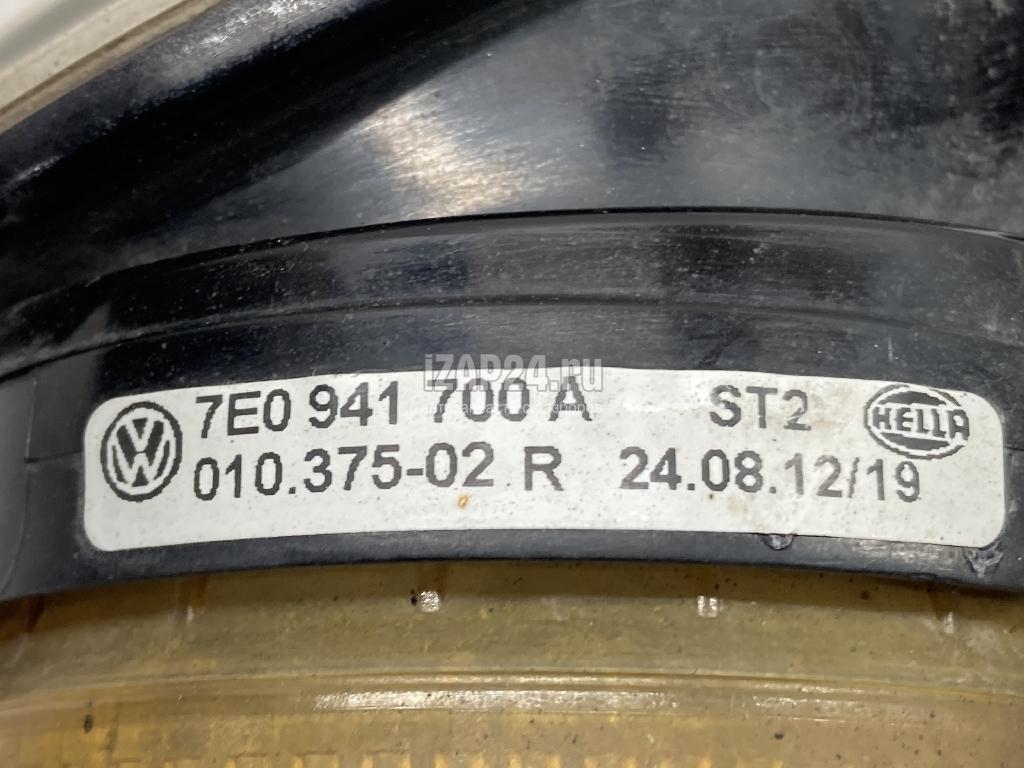 iZAP24.ru
7E0 941 700 A ST2 HELLA
010.375-02 R 24.08.12/19